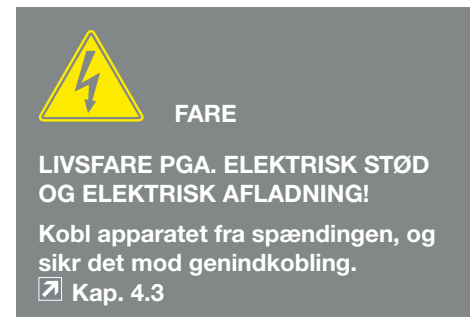 FARE
LIVSFARE PGA. ELEKTRISK STØD
OG ELEKTRISK AFLADNING!
Kobl apparatet fra spændingen, og
sikr det mod genindkobling.
Kap. 4.3